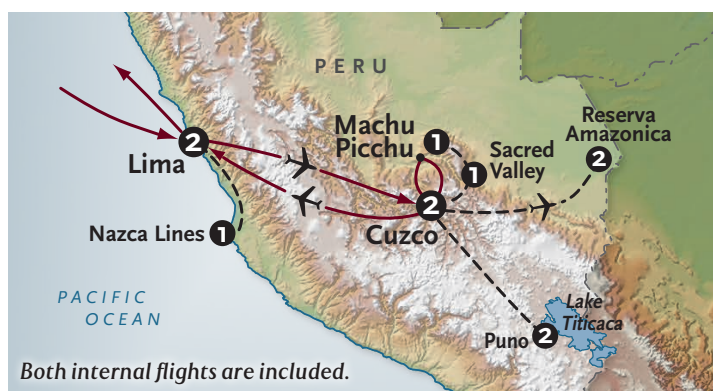 PERU
Reserva
Amazonica
2
Machu
Picchu
1
Sacred
Valley
1
2
Lima
2
Cuzco
Nazca Lines
1
PACIFIC
OCEAN
Lake
Titicaca
Puno
2
Both internal flights are included.